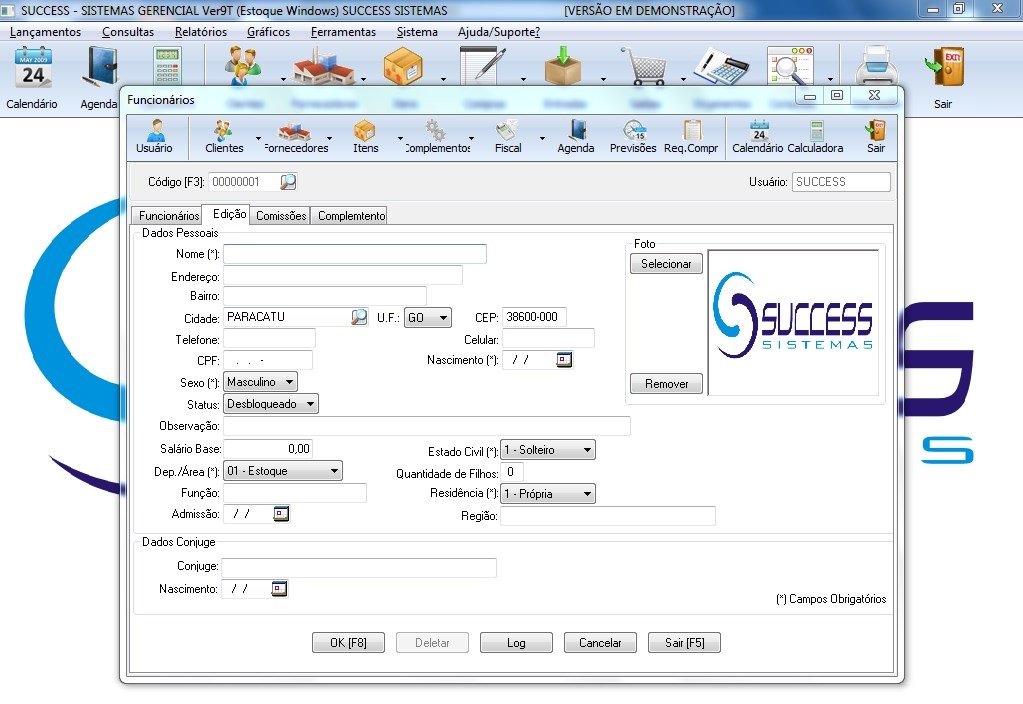 SUCCESS - SISTEMAS GERENCIAL Ver9T (Estoque Windows) SUCCESS SISTEMAS [VERSÃO EM DEMONSTRAÇÃO]
Lançamentos Consultas Relatórios Gráficos Ferramentas Sistema Ajuda/Suporte?
MAY 2009
24
EXIT
Calendário Agenda Sair
Funcionários
15
24
Usuário Clientes Fornecedores Itens Complementos Fiscal Agenda Previsões Req.Compr Calendário Calculadora Sair
Código [F3]: 00000001 Usuário: SUCCESS
Funcionários Edição Comissões Complemtento
Dados Pessoais
Foto
Nome (*):
Selecionar
Endereço:
Bairro:
Cidade: PARACATU U.F.: GO CEP: 38600-000
SUCCESS
SISTEMAS
Telefone: Celular:
CPF: . . - Nascimento (*): / /
Sexo (*): Masculino
Remover
Status: Desbloqueado
Observação:
Salário Base: 0,00 Estado Civil (*): 1 - Solteiro
Dep./Área (*): 01 - Estoque Quantidade de Filhos: 0
Função: Residência (*): 1 - Própria
Admissão: / / Região:
Dados Conjuge
Conjuge:
Nascimento: / /
(*) Campos Obrigatórios
OK [F8] Deletar Log Cancelar Sair [F5]